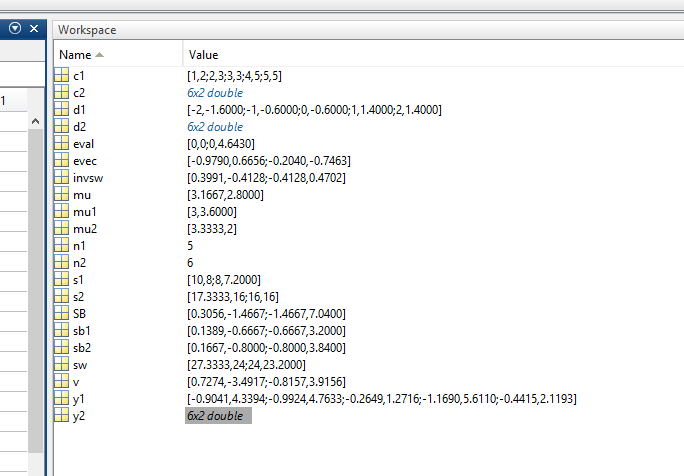 Workspace
Name Value
1
c1 [1,2;2,3;3,3;4,5;5,5]
c2 6x2 double
d1 [-2,-1.6000;-1,-0.6000;0,-0.6000;1,1.4000;2,1.4000]
d2 6x2 double
eval [0,0;0,4.6430]
evec [-0.9790,0.6656;-0.2040,-0.7463]
invsw [0.3991,-0.4128;-0.4128,0.4702]
mu [3.1667,2.8000]
mu1 [3,3.6000]
mu2 [3.3333,2]
n1 5
n2 6
s1 [10,8;8,7.2000]
s2 [17.3333,16;16,16]
SB [0.3056,-1.4667;-1.4667,7.0400]
sb1 [0.1389,-0.6667;-0.6667,3.2000]
sb2 [0.1667,-0.8000;-0.8000,3.8400]
sw [27.3333,24;24,23.2000]
v [0.7274,-3.4917;-0.8157,3.9156]
y1 [-0.9041,4.3394;-0.9924,4.7633;-0.2649,1.2716;-1.1690,5.6110;-0.4415,2.1193]
y2 6x2 double